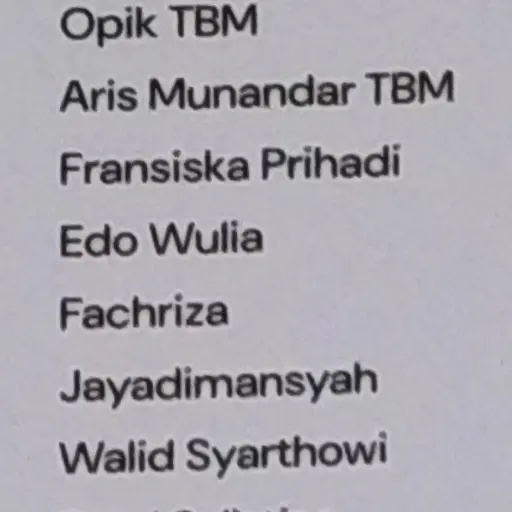 Opik TBM
Aris Munandar TBM
Fransiska Prihadi
Edo Wulia
Fachriza
Jayadimansyah
Walid Syarthowi